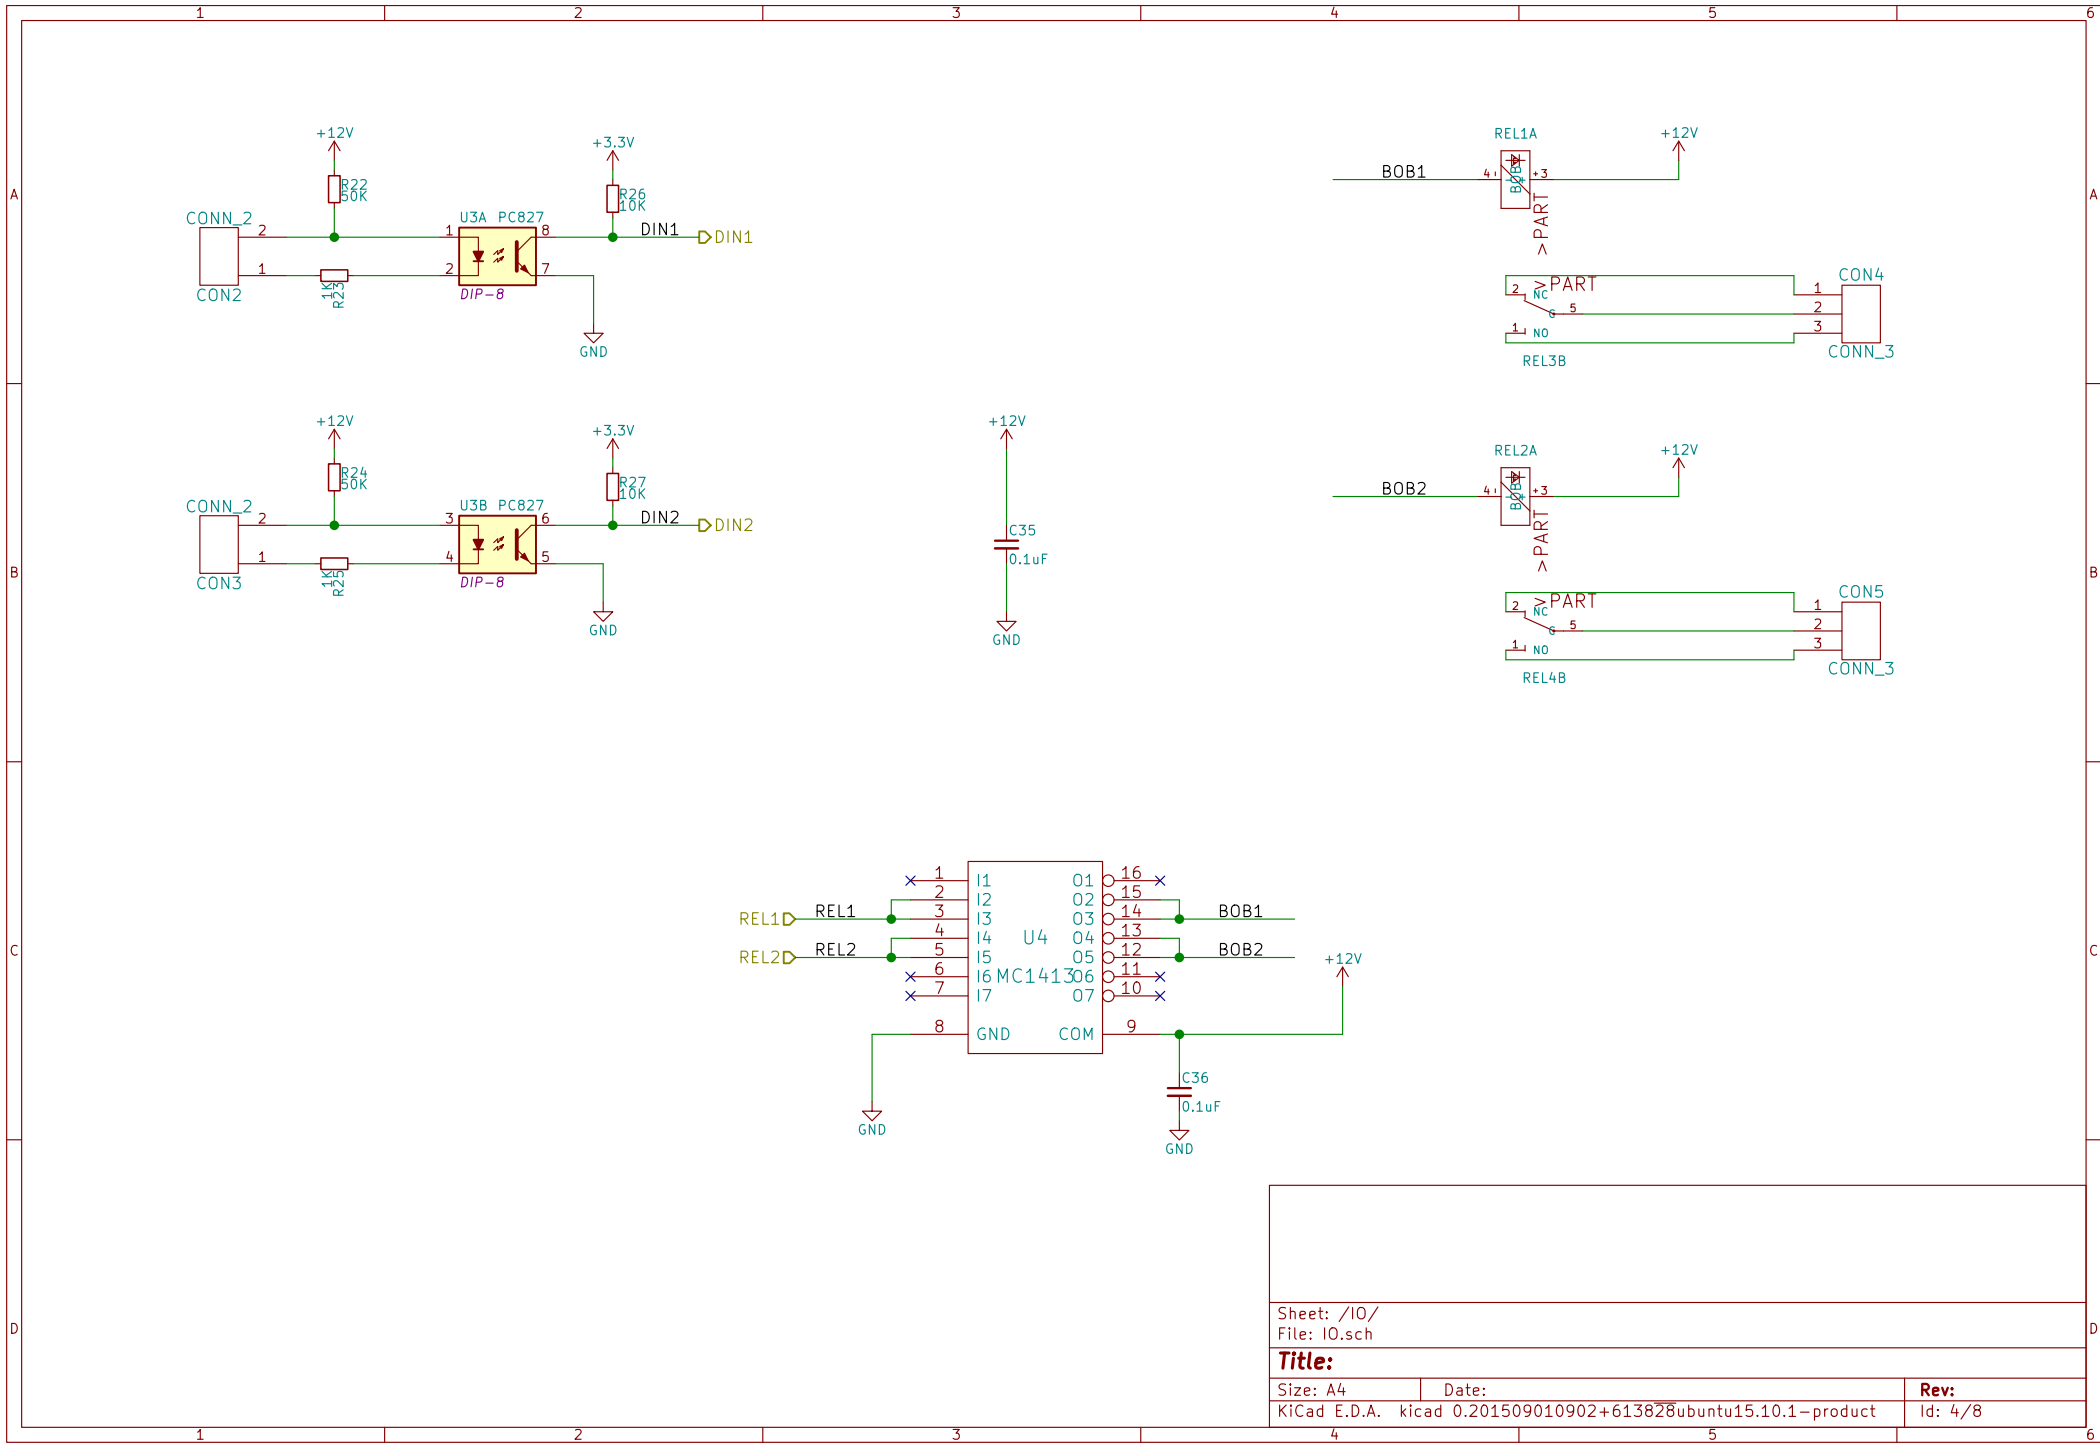 1 2 3 4 5 6
A A
B B
C C
D D
+12V
R22
50K
CONN_2
2
1
CON2
1K
R23
U3A PC827
1
2
8
7
DIP-8
+3.3V
R26
10K
DIN1
DIN1
GND
+12V
R24
50K
CONN_2
2
1
CON3
1K
R25
U3B PC827
3
4
6
5
DIP-8
+3.3V
R27
10K
DIN2
DIN2
GND
+12V
C35
0.1uF
GND
REL1A
BOB1
4
+3
>PART
+12V
>PART
2
NC
5
1
NO
REL3B
CON4
1
2
3
CONN_3
REL2A
BOB2
4
+3
>PART
+12V
>PART
2
NC
5
1
NO
REL4B
CON5
1
2
3
CONN_3
REL1
REL1
REL2
REL2
1 I1
2 I2
3 I3
4 I4
5 I5
6 I6
7 I7
8 GND
U4
MC1413
O1 16
O2 15
O3 14
O4 13
O5 12
O6 11
O7 10
COM 9
BOB1
BOB2
+12V
C36
0.1uF
GND
GND
Sheet: /IO/
File: IO.sch
Title:
Size: A4
Date:
Rev:
KiCad E.D.A. kicad 0.201509010902+613828ubuntu15.10.1-product
Id: 4/8
1 2 3 4 5 6